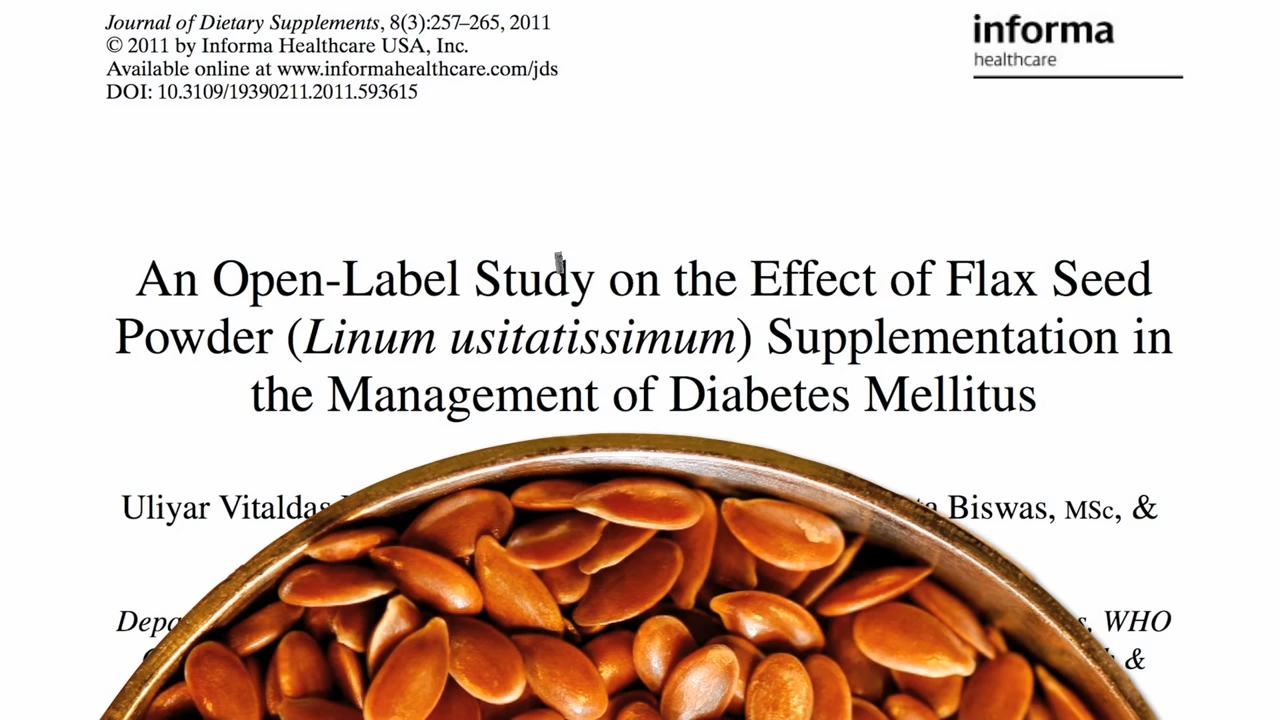 Journal of Dietary Supplements, 8(3):257–265, 2011
© 2011 by Informa Healthcare USA, Inc.
Available online at www.informahealthcare.com/jds
DOI: 10.3109/19390211.2011.593615
informa
healthcare
An Open-Label Study on the Effect of Flax Seed
Powder (Linum usitatissimum) Supplementation in
the Management of Diabetes Mellitus
Uliyar Vitaldas Biswas, MSc, &
WHO
&